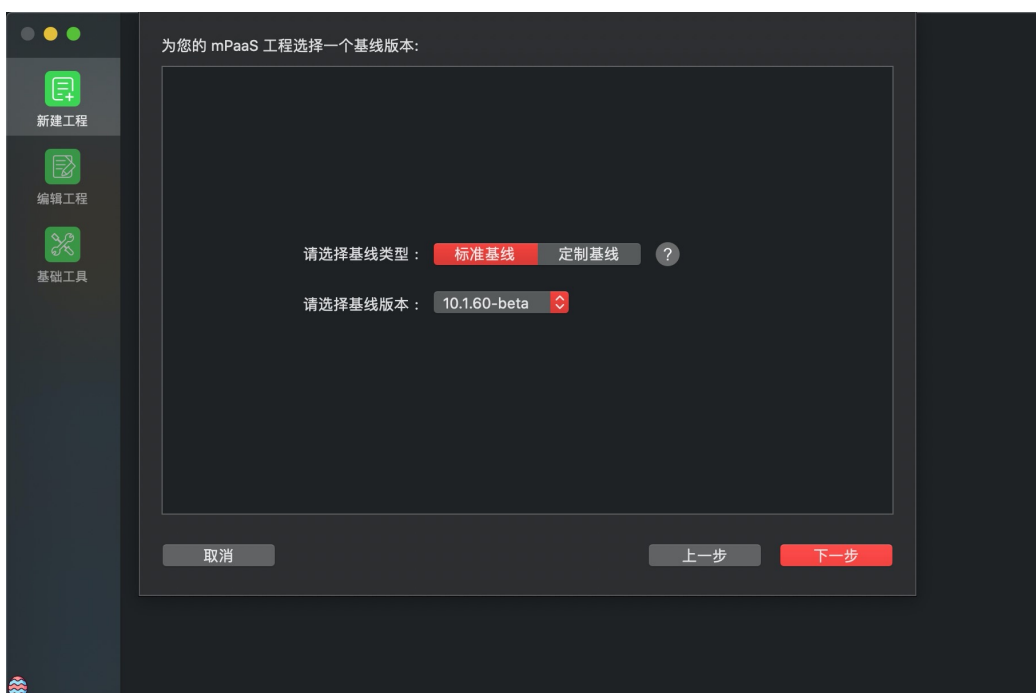 为您的 mPaaS 工程选择一个基线版本:
新建工程
编辑工程
基础工具
请选择基线类型： 标准基线 定制基线 ?
请选择基线版本： 10.1.60-beta
取消 上一步 下一步